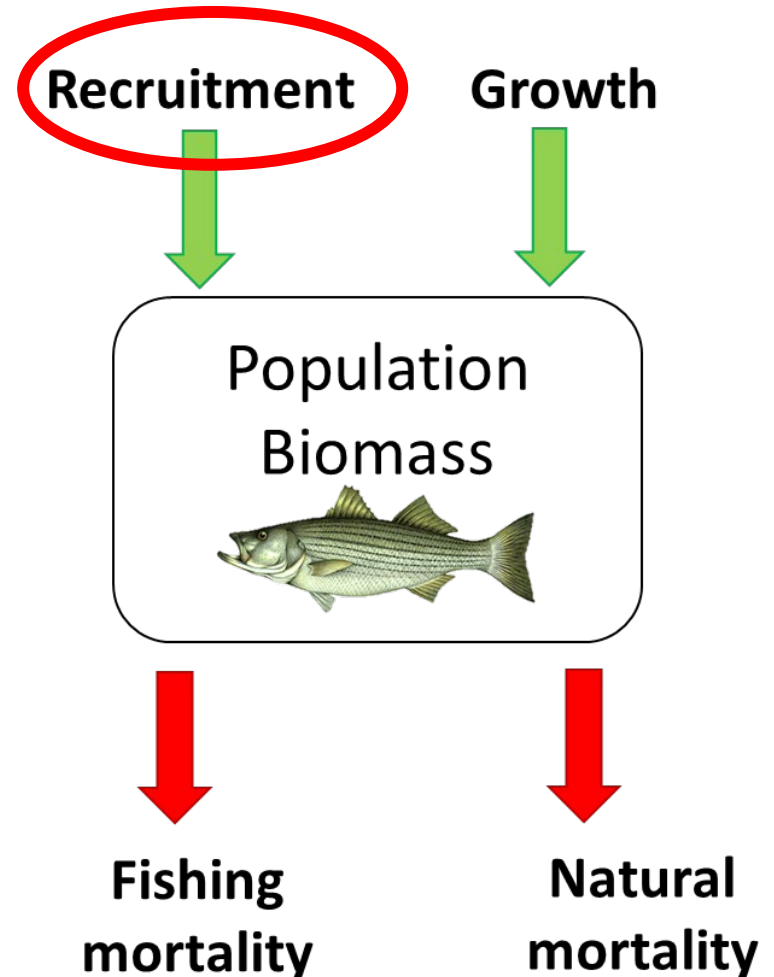 Recruitment
Growth
Population
Biomass
Fishing
mortality
Natural
mortality